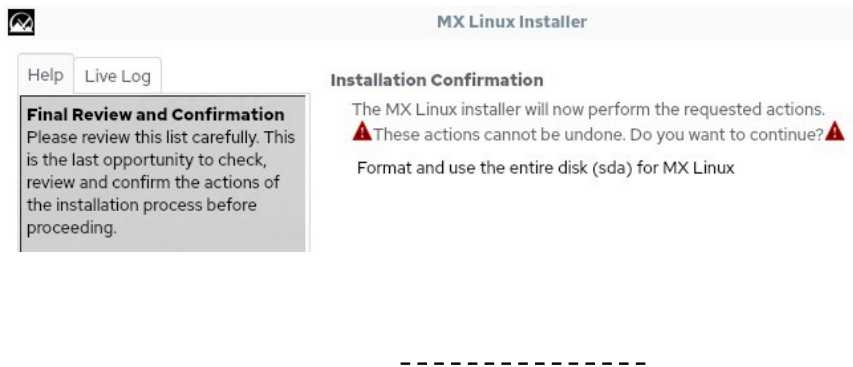 MX Linux Installer
Help
Live Log
Final Review and Confirmation
Please review this list carefully. This
is the last opportunity to check,
review and confirm the actions of
the installation process before
proceeding.
Installation Confirmation
The MX Linux installer will now perform the requested actions.
These actions cannot be undone. Do you want to continue?
Format and use the entire disk (sda) for MX Linux